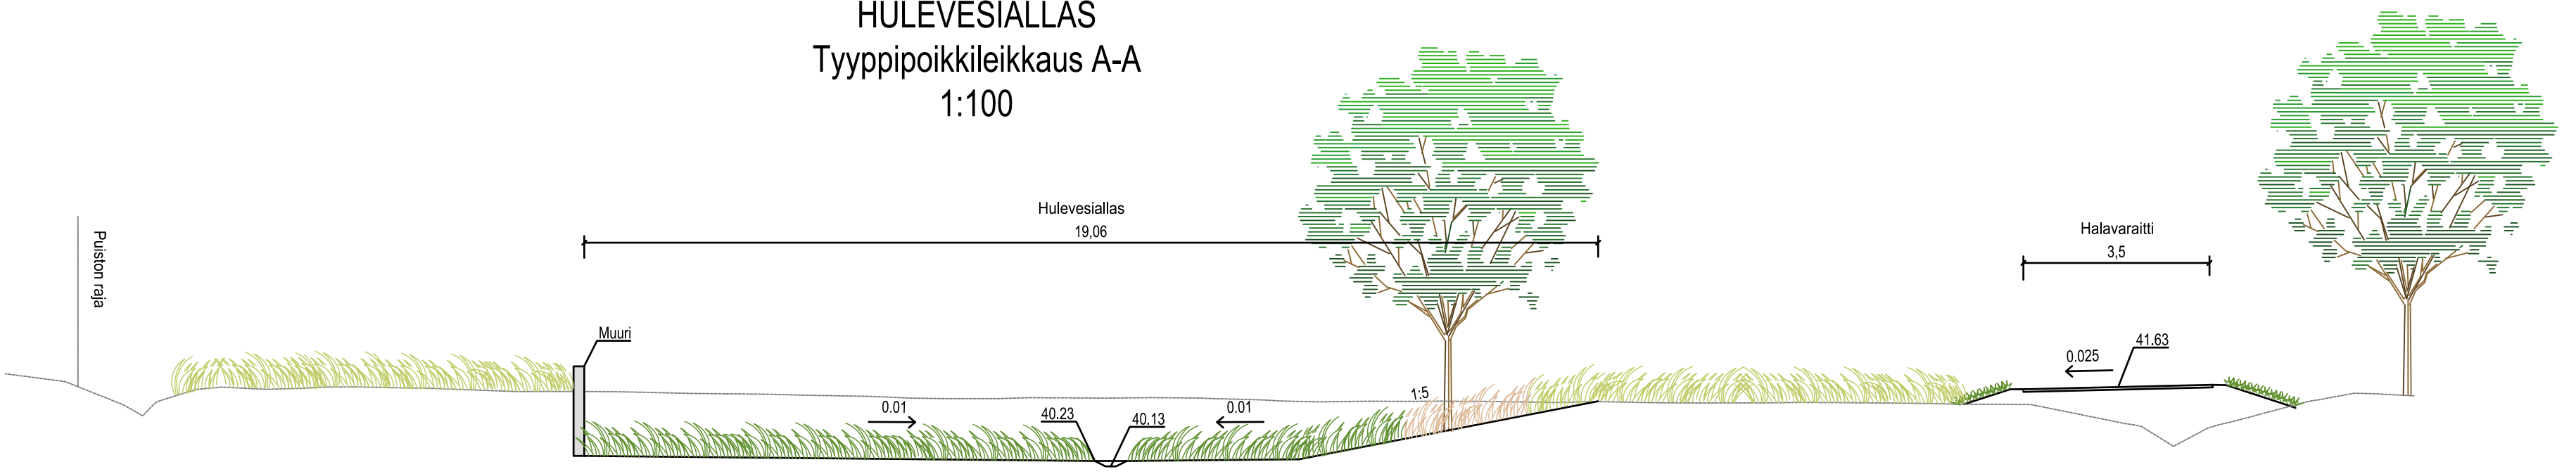 HULEVESIALLAS
Tyyppipoikkileikkaus A-A
1:100
Puiston raja
Hulevesiallas
19,06
Halavaraitti
3,5
Muuri
0.01
40.23
40.13
0.01
1:5
0.025
41.63